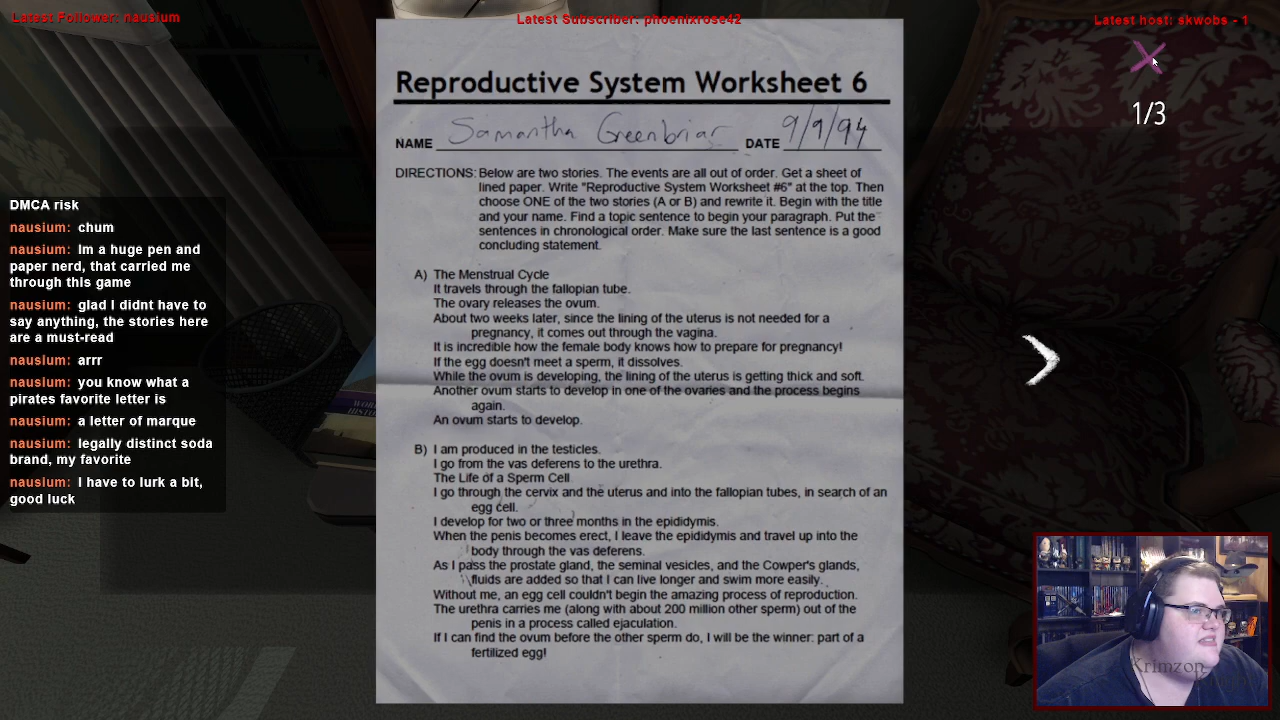 Latest Follower: nausium
Latest Subscriber: phoenixrose42
Latest host: skwobs - 1
1/3
Reproductive System Worksheet 6
NAME Samantha Greenbriar DATE 9/9/94
DIRECTIONS: Below are two stories. The events are all out of order. Get a sheet of
lined paper. Write "Reproductive System Worksheet #6" at the top. Then
choose ONE of the two stories (A or B) and rewrite it. Begin with the title
and your name. Find a topic sentence to begin your paragraph. Put the
sentences in chronological order. Make sure the last sentence is a good
concluding statement.
A) The Menstrual Cycle
It travels through the fallopian tube.
The ovary releases the ovum.
About two weeks later, since the lining of the uterus is not needed for a
pregnancy, it comes out through the vagina.
It is incredible how the female body knows how to prepare for pregnancy!
If the egg doesn't meet a sperm, it dissolves.
While the ovum is developing, the lining of the uterus is getting thick and soft.
Another ovum starts to develop in one of the ovaries and the process begins
again.
An ovum starts to develop.
B) I am produced in the testicles.
I go from the vas deferens to the urethra.
The Life of a Sperm Cell
I go through the cervix and the uterus and into the fallopian tubes, in search of an
egg cell.
I develop for two or three months in the epididymis.
When the penis becomes erect, I leave the epididymis and travel up into the
body through the vas deferens.
As I pass the prostate gland, the seminal vesicles, and the Cowper's glands,
fluids are added so that I can live longer and swim more easily.
Without me, an egg cell couldn't begin the amazing process of reproduction.
The urethra carries me (along with about 200 million other sperm) out of the
penis in a process called ejaculation.
If I can find the ovum before the other sperm do, I will be the winner: part of a
fertilized egg!
DMCA risk
nausium: chum
nausium: Im a huge pen and
paper nerd, that carried me
through this game
nausium: glad I didnt have to
say anything, the stories here
are a must-read
nausium: arrr
nausium: you know what a
pirates favorite letter is
nausium: a letter of marque
nausium: legally distinct soda
brand, my favorite
nausium: I have to lurk a bit,
good luck
Krimzon